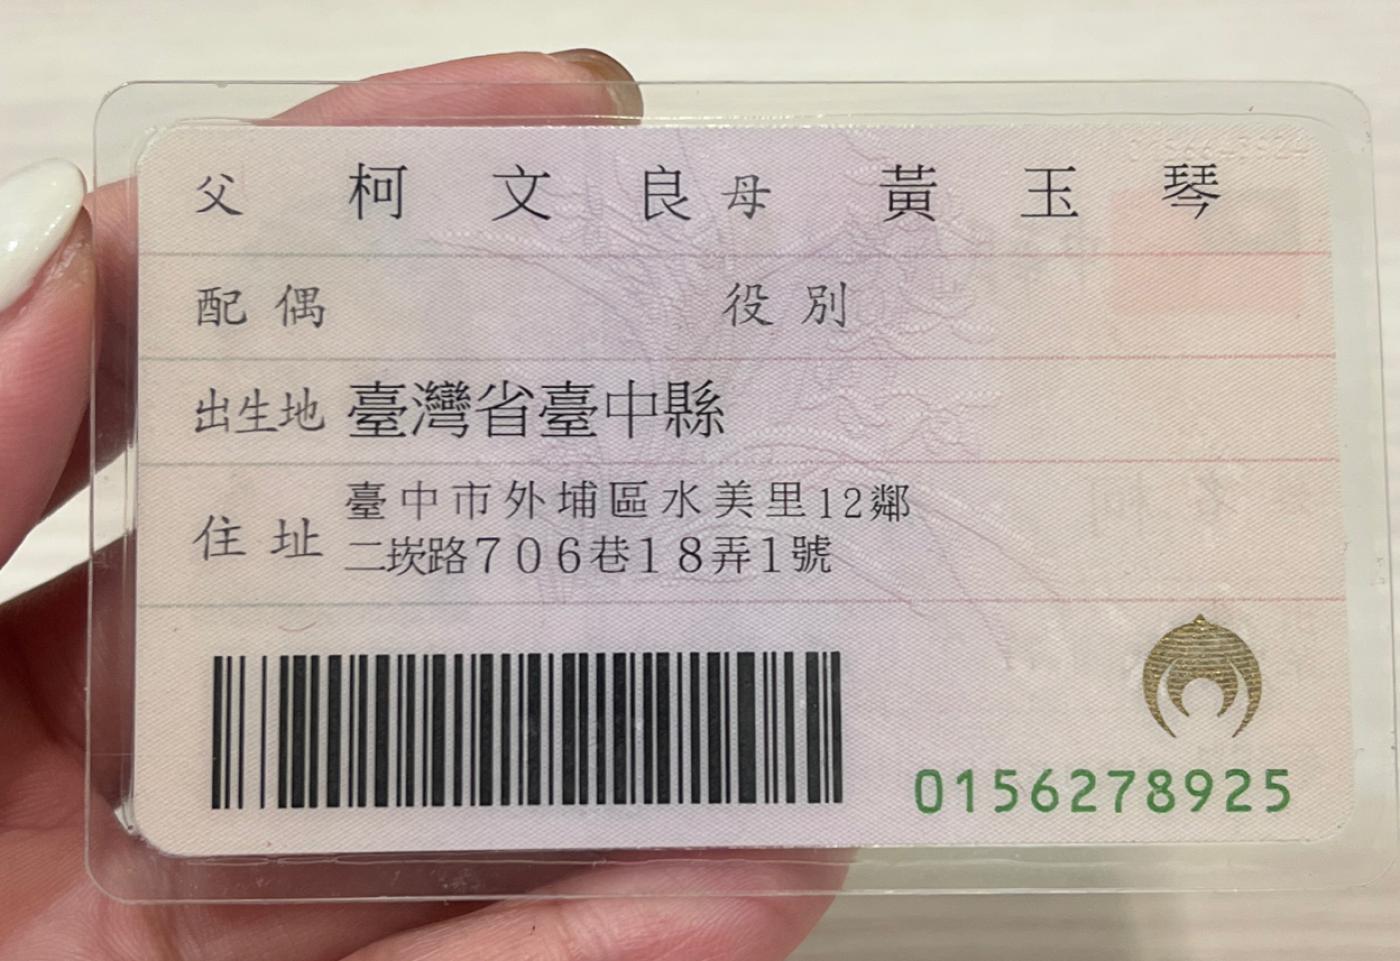 父 柯文良 母 黃玉琴
配偶 役別
出生地 臺灣省臺中縣
住址 臺中市外埔區水美里12鄰
二崁路706巷18弄1號
0156278925